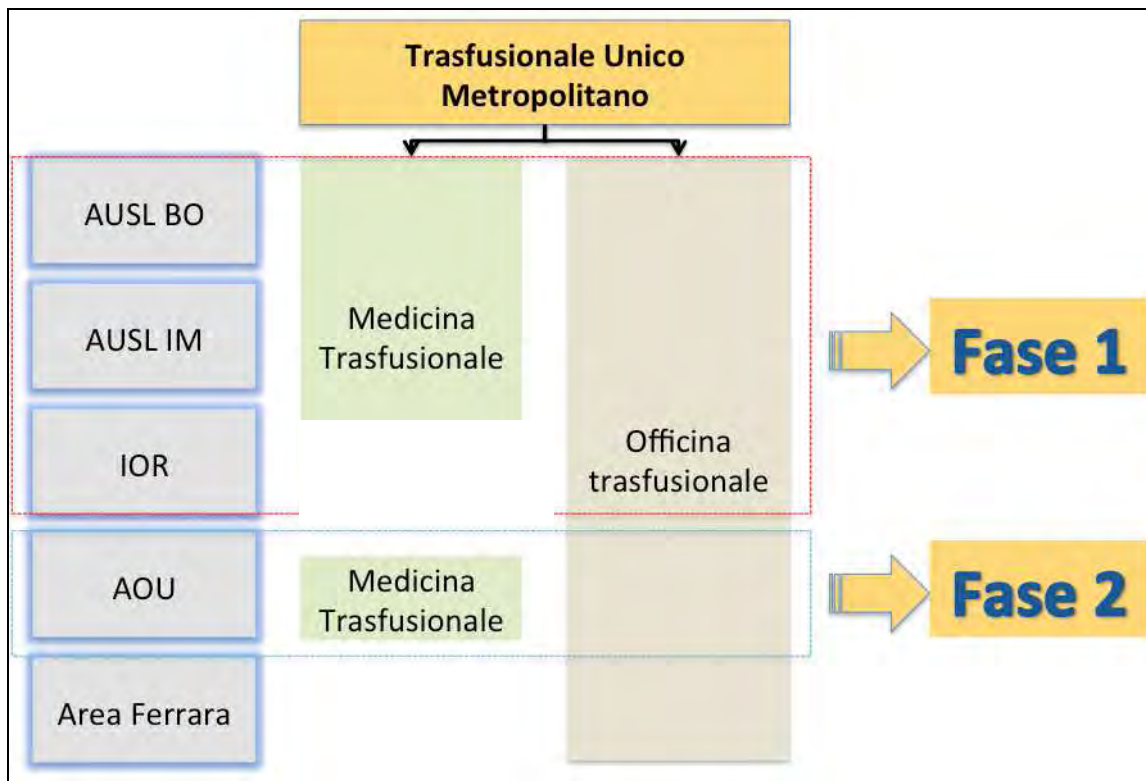 Trasfusionale Unico
Metropolitano
AUSL BO
AUSL IM
IOR
AOU
Area Ferrara
Medicina
Trasfusionale
Medicina
Trasfusionale
Officina
trasfusionale
Fase 1
Fase 2